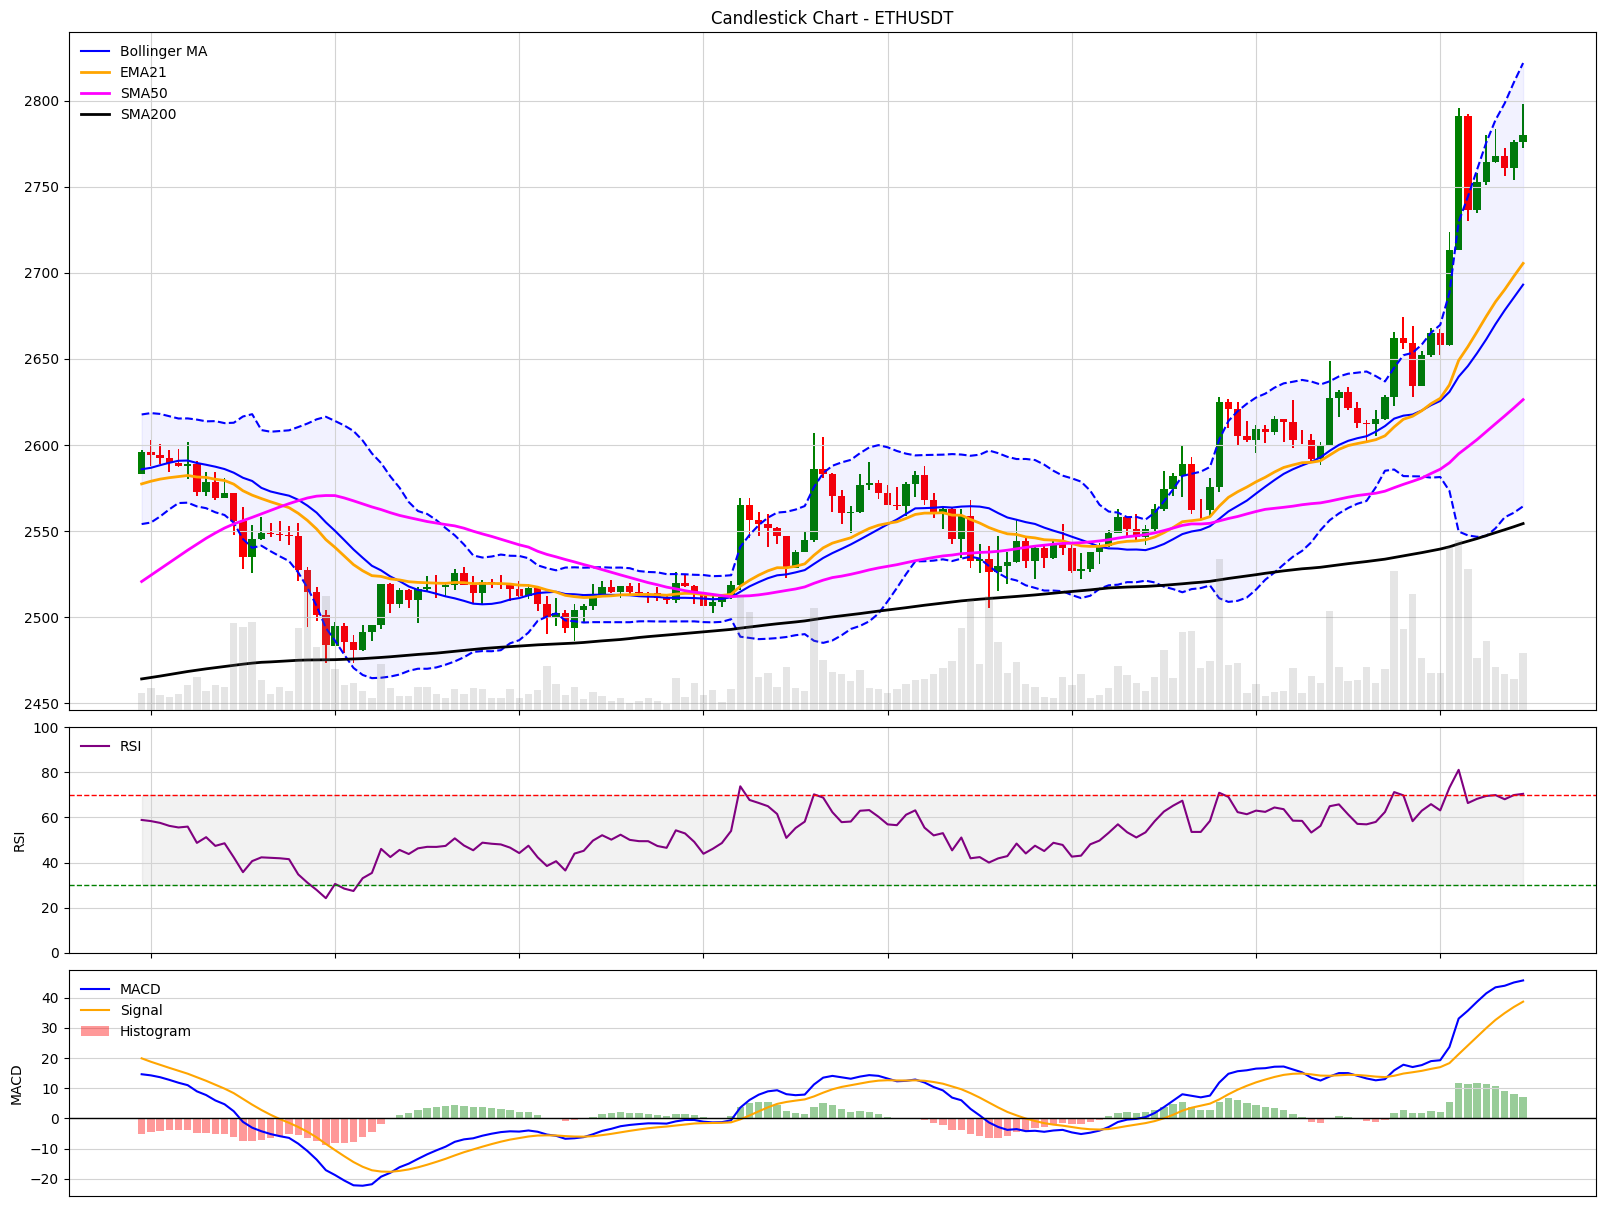 Candlestick Chart - ETHUSDT
Bollinger MA
EMA21
SMA50
SMA200
2800
2750
2700
2650
2600
2550
2500
2450
RSI
100
80
60
40
20
0
RSI
MACD
Signal
Histogram
40
30
20
10
0
−10
−20
MACD